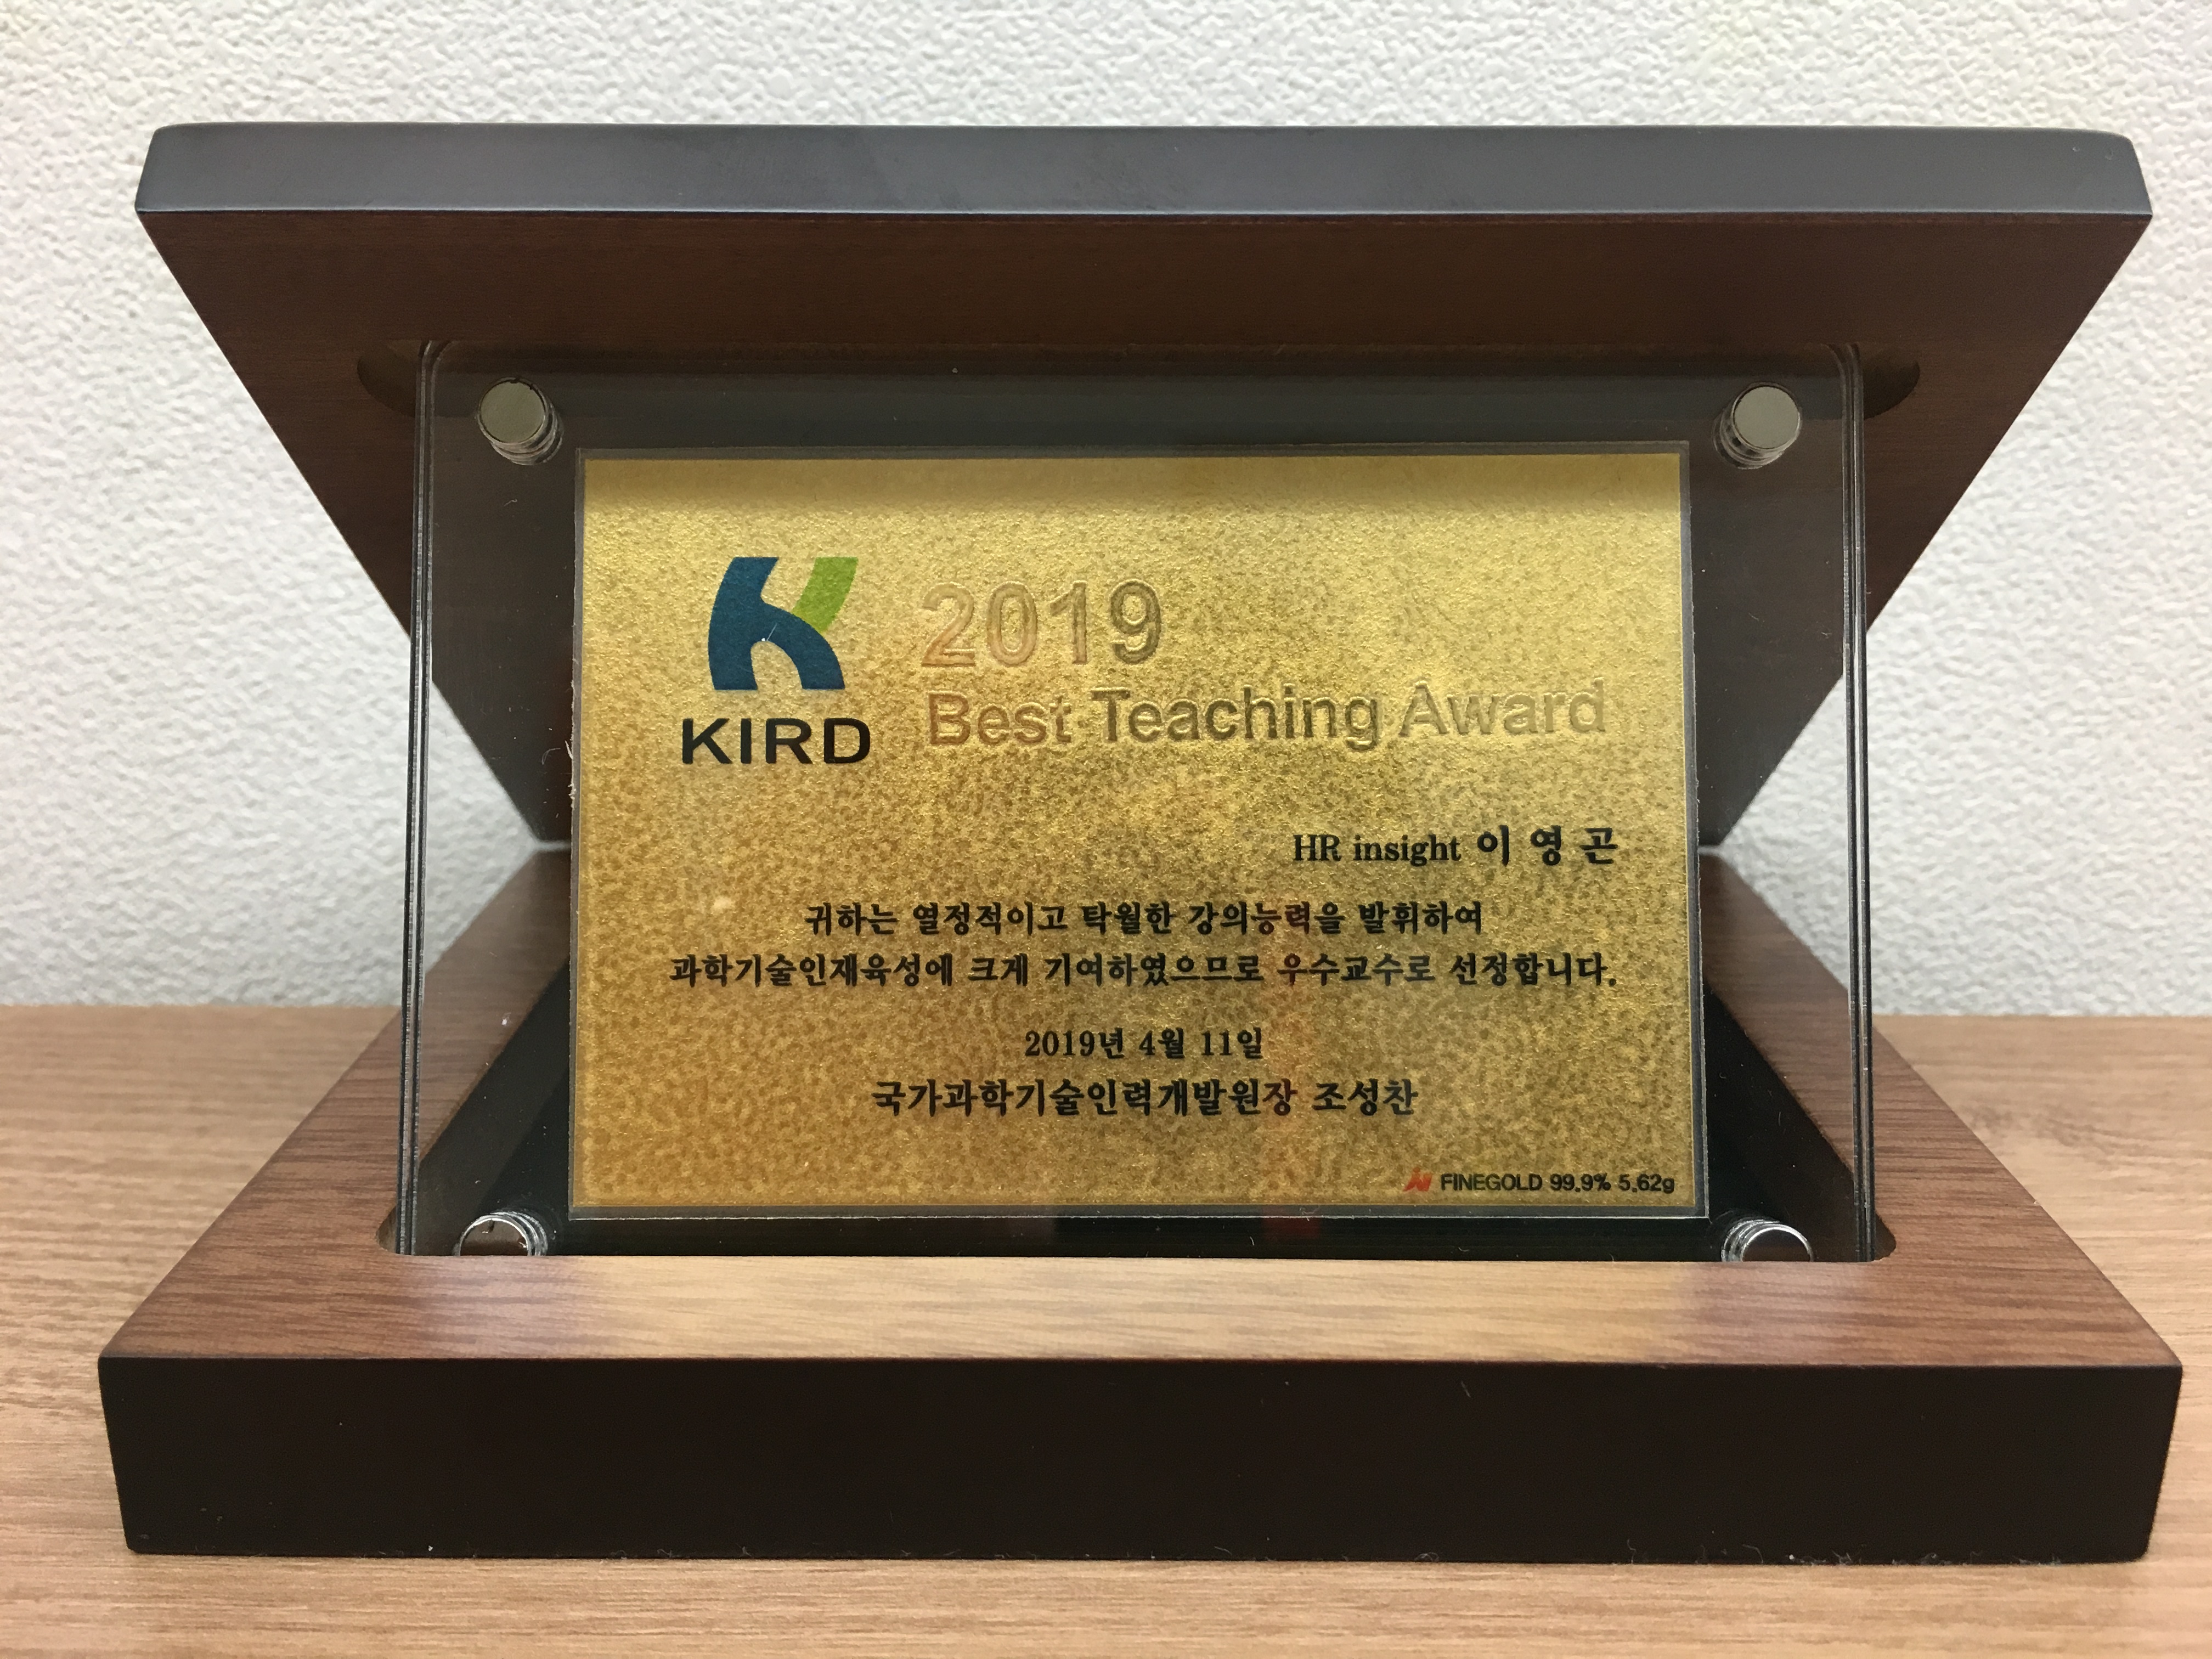 2019
Best Teaching Award
KIRD
HR insight 이 영 곤
귀하는 열정적이고 탁월한 강의능력을 발휘하여
과학기술인재육성에 크게 기여하였으므로 우수교수로 선정합니다.
2019년 4월 11일
국가과학기술인력개발원장 조성찬
FINEGOLD 99.9% 5.62g